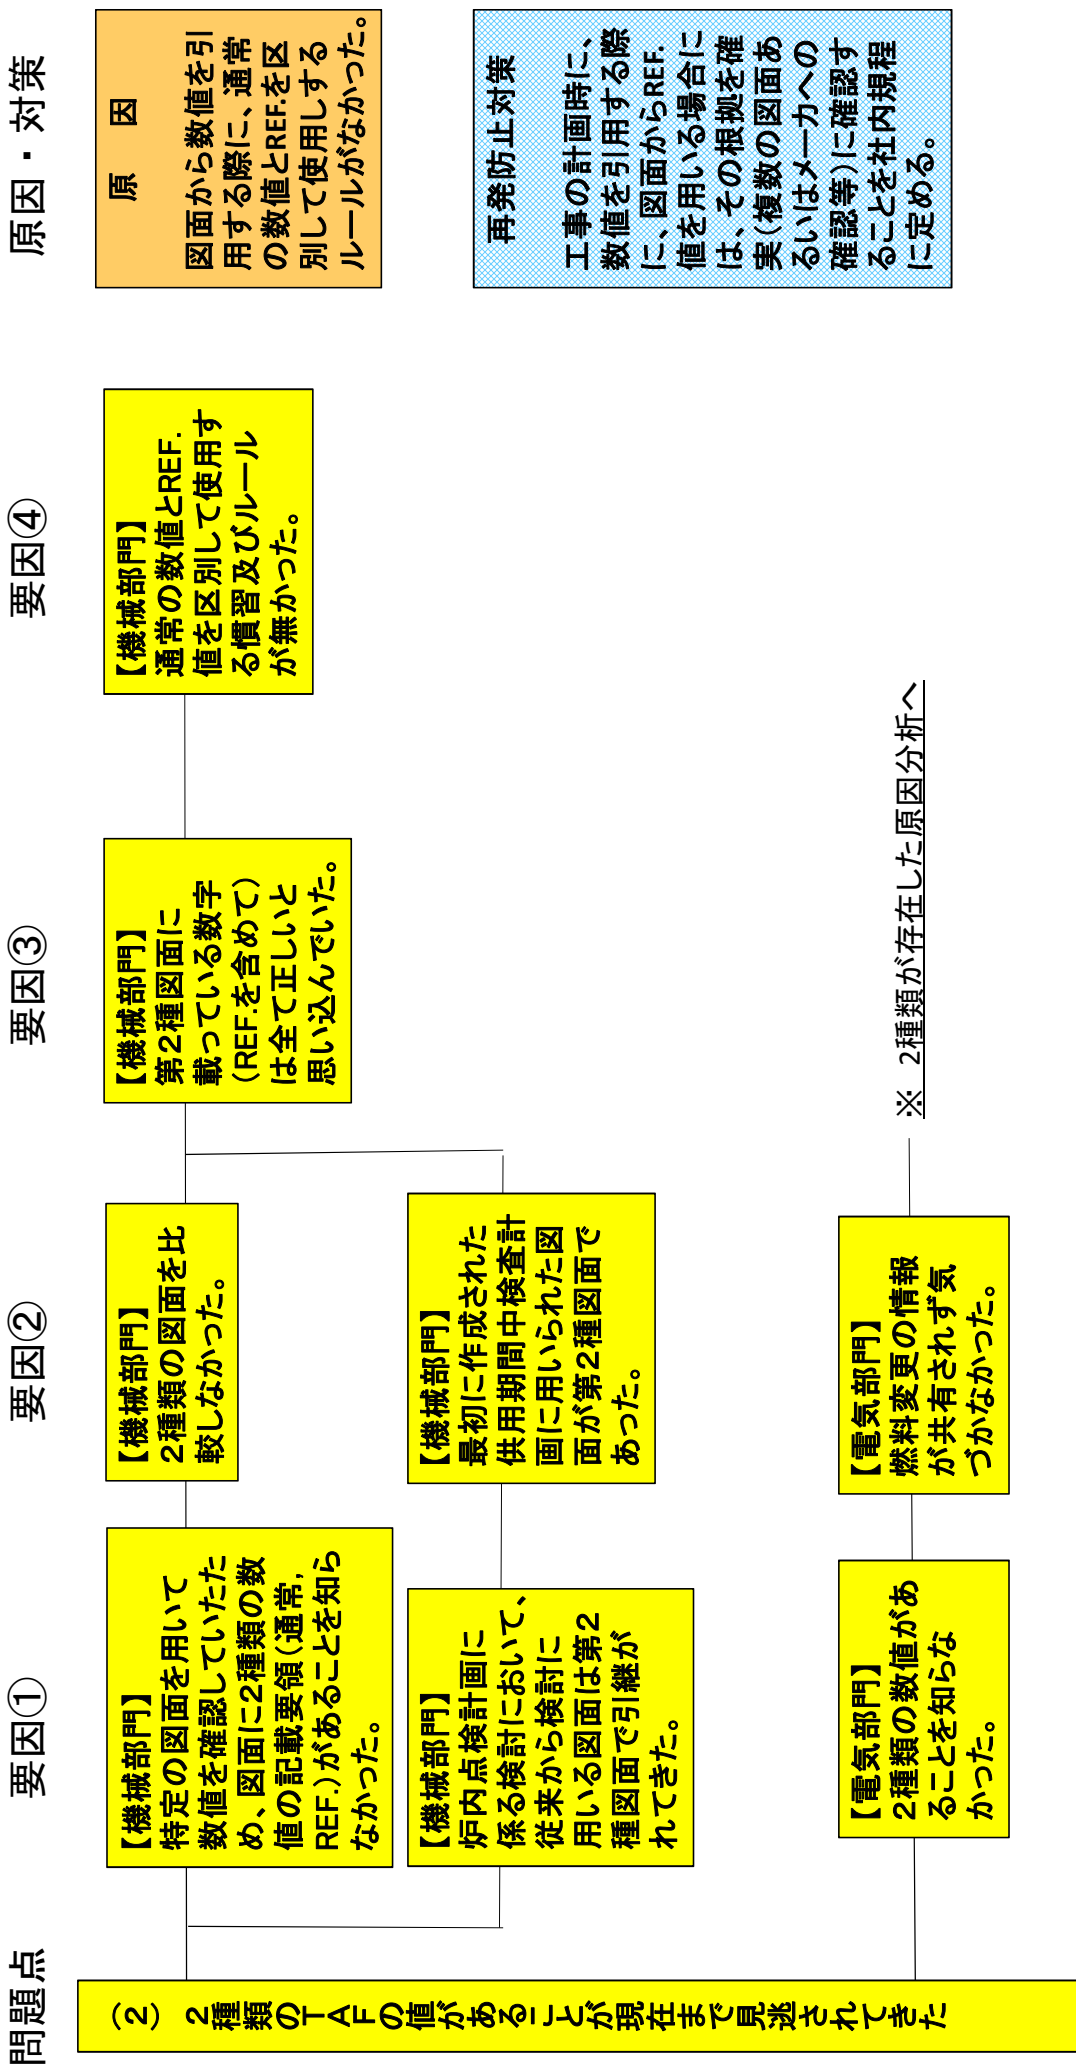 問題点
要因①
要因②
要因③
要因④
原因・対策
（2）２種類のTAFの値があることが現在まで見逃されてきた
【機械部門】
特定の図面を用いて
数値を確認していたた
め、図面に２種類の数
値の記載要領(通常,
REF.)があることを知ら
なかった。
【機械部門】
２種類の図面を比
較しなかった。
【機械部門】
第２種図面に
載っている数字
（REF.を含めて）
は全て正しいと
思い込んでいた。
【機械部門】
通常の数値とREF.
値を区別して使用す
る慣習及びルール
が無かった。
原　因
図面から数値を引
用する際に、通常
の数値とREF.を区
別して使用しする
ルールがなかった。
【機械部門】
炉内点検計画に
係る検討において、
従来から検討に
用いる図面は第２
種図面で引継が
れてきた。
【機械部門】
最初に作成された
供用期間中検査計
画に用いられた図
面が第２種図面で
あった。
再発防止対策
工事の計画時に、
数値を引用する際
に、図面からREF.
値を用いる場合に
は、その根拠を確
実（複数の図面あ
るいはメーカへの
確認等）に確認す
ることを社内規程
に定める。
【電気部門】
２種類の数値があ
ることを知らな
かった。
【電気部門】
燃料変更の情報
が共有されず気
づかなかった。
※ 2種類が存在した原因分析へ